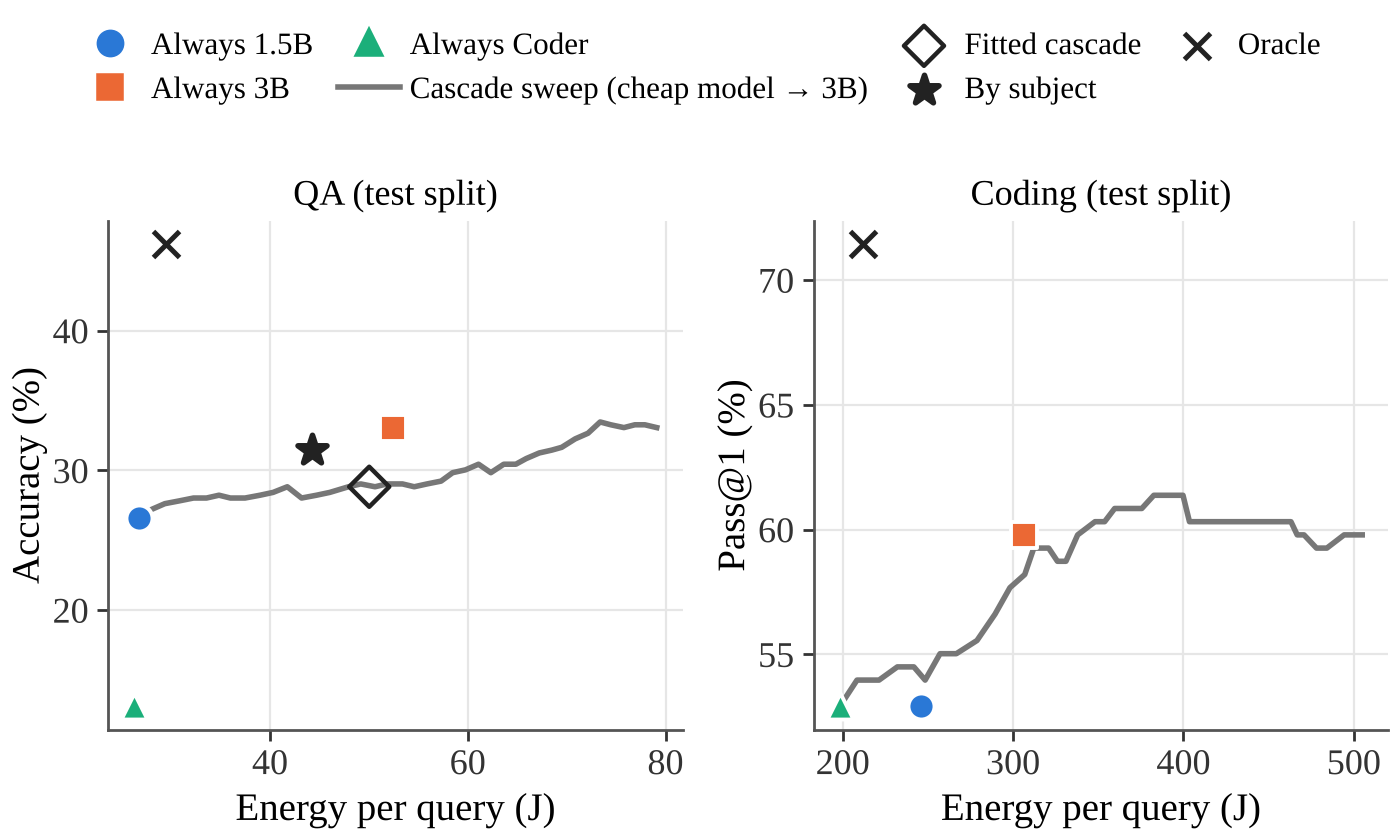 Always 1.5B Always Coder Fitted cascade Oracle
Always 3B Cascade sweep (cheap model → 3B) By subject
QA (test split)
Accuracy (%)
40
30
20
40 60 80
Energy per query (J)
Coding (test split)
Pass@1 (%)
70
65
60
55
200 300 400 500
Energy per query (J)